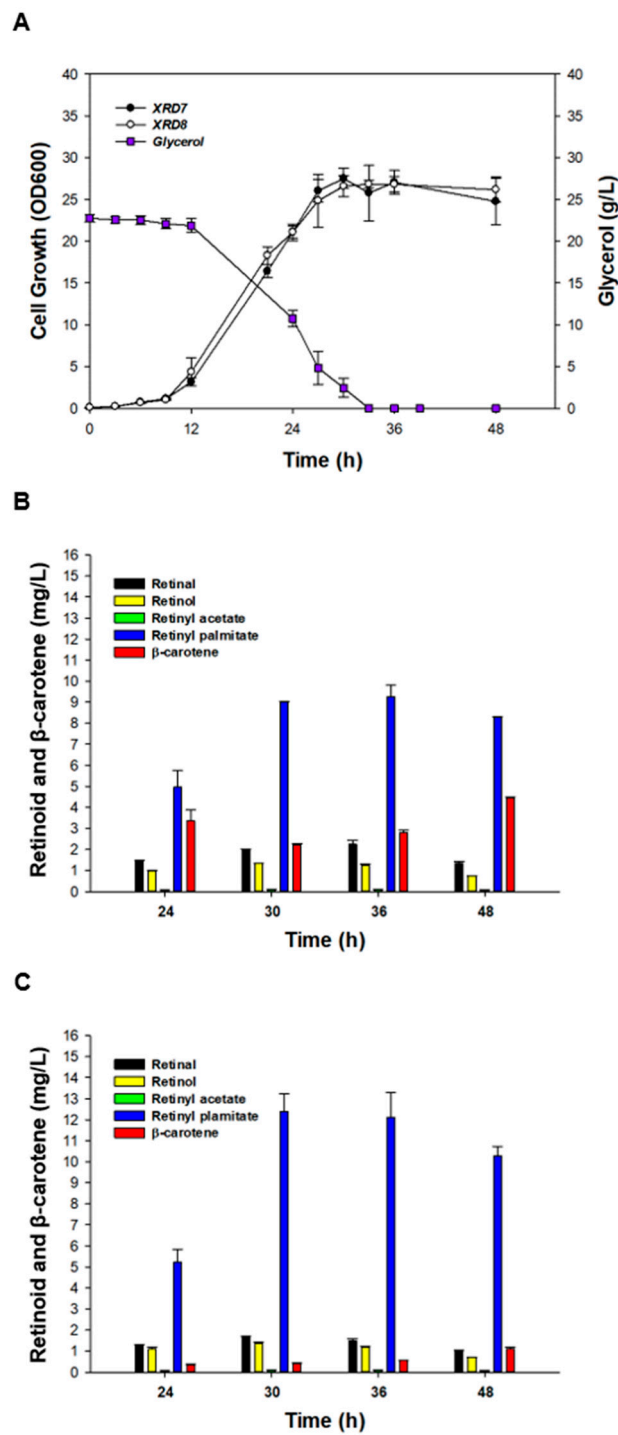 A
Cell Growth (OD600)
40
35
30
25
20
15
10
5
0
XRD7
XRD8
Glycerol
40
35
30
25
20
15
10
5
0
Glycerol (g/L)
0 12 24 36 48
Time (h)
B
Retinoid and β-carotene (mg/L)
16
15
14
13
12
11
10
9
8
7
6
5
4
3
2
1
0
Retinal
Retinol
Retinyl acetate
Retinyl palmitate
β-carotene
24 30 36 48
Time (h)
C
Retinoid and β-carotene (mg/L)
16
15
14
13
12
11
10
9
8
7
6
5
4
3
2
1
0
Retinal
Retinol
Retinyl acetate
Retinyl plamitate
β-carotene
24 30 36 48
Time (h)